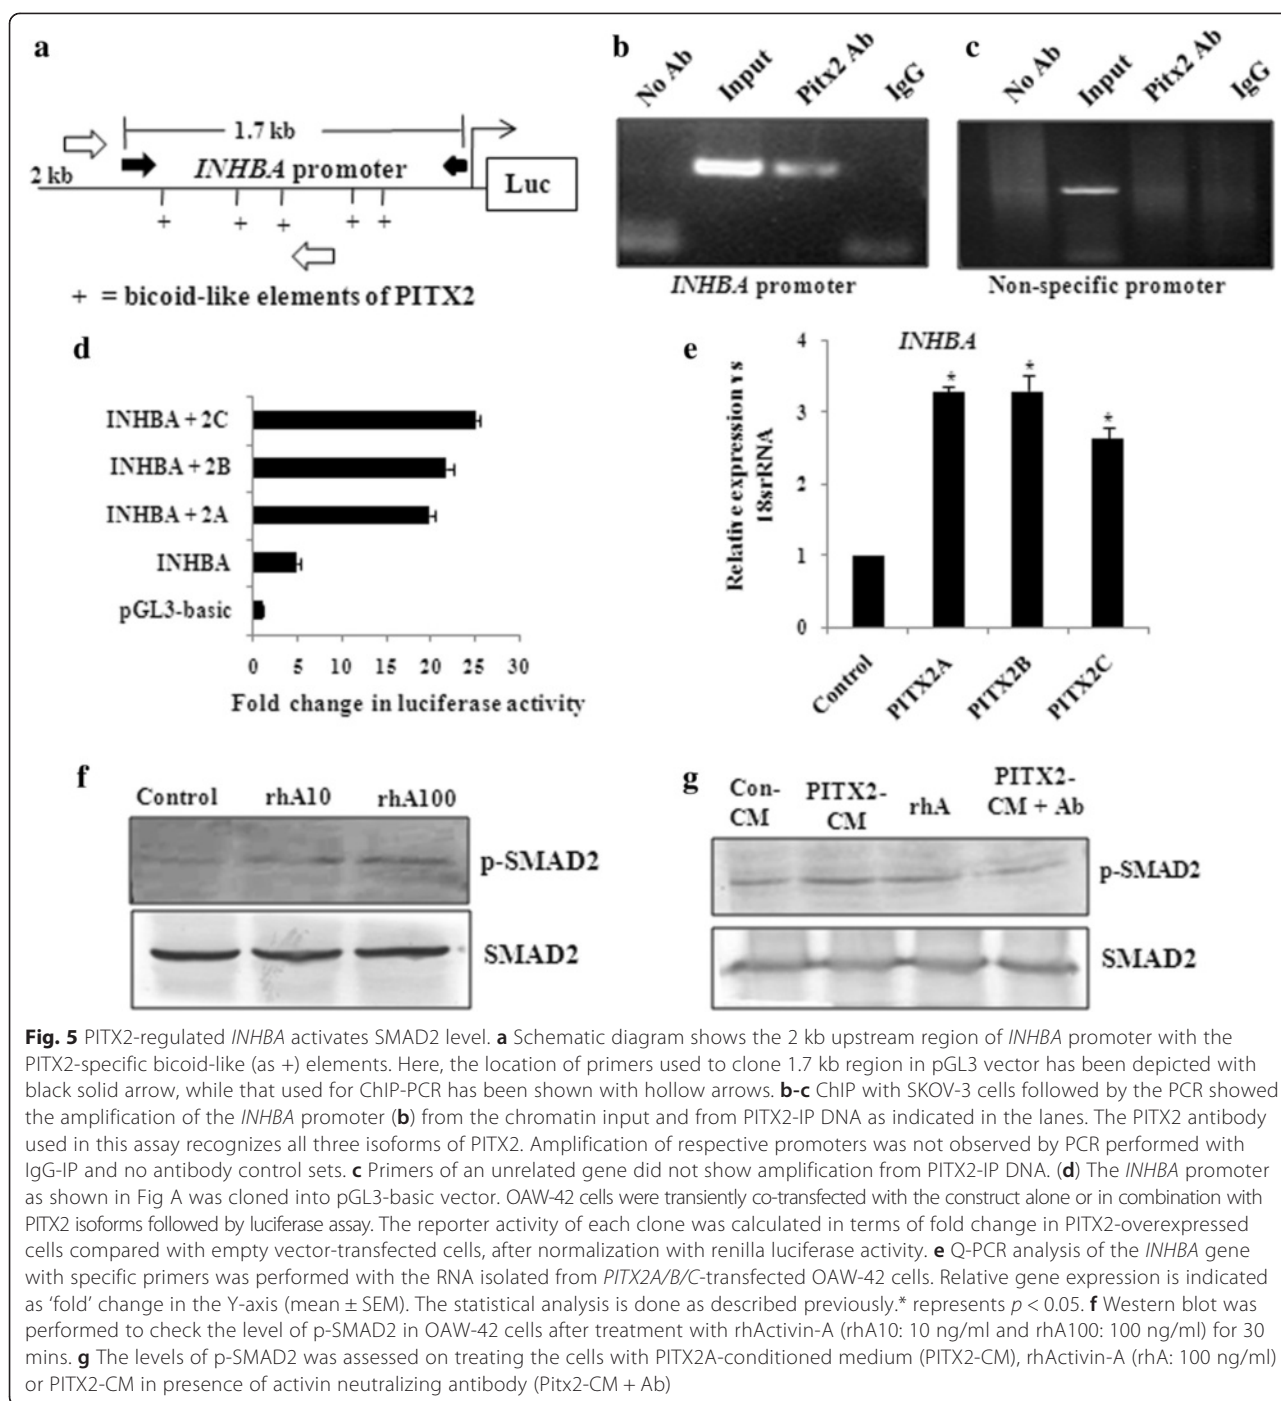 a
1.7 kb
2 kb
INHBA promoter
Luc
+ + + + +
+ = bicoid-like elements of PITX2
b
No Ab
Input
Pitx2 Ab
IgG
INHBA promoter
c
No Ab
Input
Pitx2 Ab
IgG
Non-specific promoter
d
INHBA + 2C
INHBA + 2B
INHBA + 2A
INHBA
pGL3-basic
0 5 10 15 20 25 30
Fold change in luciferase activity
e
INHBA
Relative expression vs
18srRNA
4
3
2
1
0
* * *
Control
PITX2A
PITX2B
PITX2C
f
Control rhA10 rhA100
p-SMAD2
SMAD2
g
Con-
CM
PITX2-
CM
rhA
PITX2-
CM + Ab
p-SMAD2
SMAD2
Fig. 5 PITX2-regulated INHBA activates SMAD2 level. a Schematic diagram shows the 2 kb upstream region of INHBA promoter with the
PITX2-specific bicoid-like (as +) elements. Here, the location of primers used to clone 1.7 kb region in pGL3 vector has been depicted with
black solid arrow, while that used for ChIP-PCR has been shown with hollow arrows. b-c ChIP with SKOV-3 cells followed by the PCR showed
the amplification of the INHBA promoter (b) from the chromatin input and from PITX2-IP DNA as indicated in the lanes. The PITX2 antibody
used in this assay recognizes all three isoforms of PITX2. Amplification of respective promoters was not observed by PCR performed with
IgG-IP and no antibody control sets. c Primers of an unrelated gene did not show amplification from PITX2-IP DNA. (d) The INHBA promoter
as shown in Fig A was cloned into pGL3-basic vector. OAW-42 cells were transiently co-transfected with the construct alone or in combination with
PITX2 isoforms followed by luciferase assay. The reporter activity of each clone was calculated in terms of fold change in PITX2-overexpressed
cells compared with empty vector-transfected cells, after normalization with renilla luciferase activity. e Q-PCR analysis of the INHBA gene
with specific primers was performed with the RNA isolated from PITX2A/B/C-transfected OAW-42 cells. Relative gene expression is indicated
as 'fold' change in the Y-axis (mean ± SEM). The statistical analysis is done as described previously.* represents p < 0.05. f Western blot was
performed to check the level of p-SMAD2 in OAW-42 cells after treatment with rhActivin-A (rhA10: 10 ng/ml and rhA100: 100 ng/ml) for 30
mins. g The levels of p-SMAD2 was assessed on treating the cells with PITX2A-conditioned medium (PITX2-CM), rhActivin-A (rhA: 100 ng/ml)
or PITX2-CM in presence of activin neutralizing antibody (Pitx2-CM + Ab)